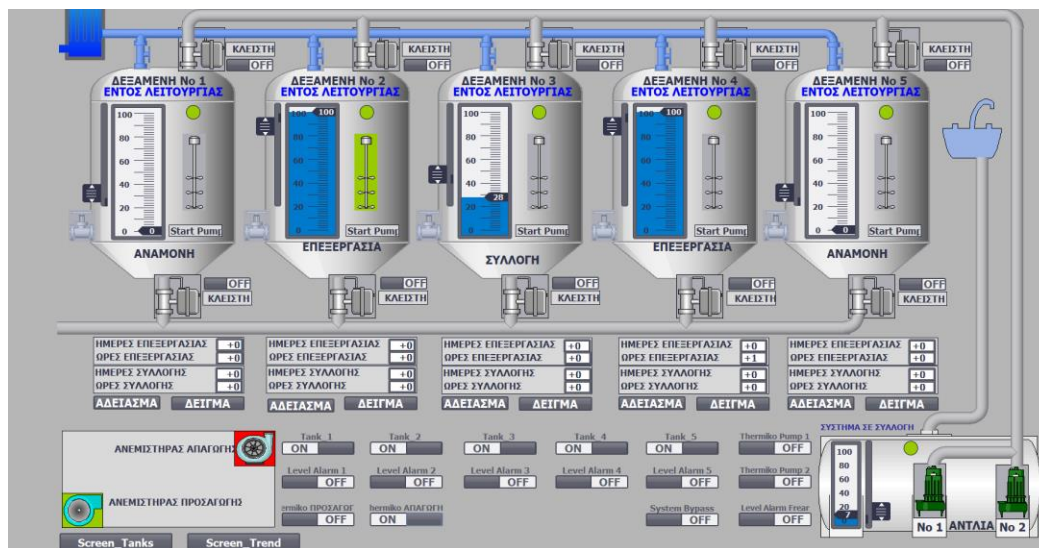 ΚΛΕΙΣΤΗ ΚΛΕΙΣΤΗ ΚΛΕΙΣΤΗ ΚΛΕΙΣΤΗ ΚΛΕΙΣΤΗ
OFF OFF OFF OFF OFF
ΔΕΞΑΜΕΝΗ No 1 ΔΕΞΑΜΕΝΗ No 2 ΔΕΞΑΜΕΝΗ No 3 ΔΕΞΑΜΕΝΗ No 4 ΔΕΞΑΜΕΝΗ No 5
ΕΝΤΟΣ ΛΕΙΤΟΥΡΓΙΑΣ ΕΝΤΟΣ ΛΕΙΤΟΥΡΓΙΑΣ ΕΝΤΟΣ ΛΕΙΤΟΥΡΓΙΑΣ ΕΝΤΟΣ ΛΕΙΤΟΥΡΓΙΑΣ ΕΝΤΟΣ ΛΕΙΤΟΥΡΓΙΑΣ
100 100 100 100 100 100 100
80 80 80 80 80
60 60 60 60 60
40 40 40 40 40
20 20 28 20 20 20
0 0 0 0 0 0 0
Start Pump Start Pump Start Pump Start Pump Start Pump
ΑΝΑΜΟΝΗ ΕΠΕΞΕΡΓΑΣΙΑ ΣΥΛΛΟΓΗ ΕΠΕΞΕΡΓΑΣΙΑ ΑΝΑΜΟΝΗ
OFF OFF OFF OFF OFF
ΚΛΕΙΣΤΗ ΚΛΕΙΣΤΗ ΚΛΕΙΣΤΗ ΚΛΕΙΣΤΗ ΚΛΕΙΣΤΗ
ΗΜΕΡΕΣ ΕΠΕΞΕΡΓΑΣΙΑΣ +0 ΗΜΕΡΕΣ ΕΠΕΞΕΡΓΑΣΙΑΣ +0 ΗΜΕΡΕΣ ΕΠΕΞΕΡΓΑΣΙΑΣ +0 ΗΜΕΡΕΣ ΕΠΕΞΕΡΓΑΣΙΑΣ +0 ΗΜΕΡΕΣ ΕΠΕΞΕΡΓΑΣΙΑΣ +0
ΩΡΕΣ ΕΠΕΞΕΡΓΑΣΙΑΣ +0 ΩΡΕΣ ΕΠΕΞΕΡΓΑΣΙΑΣ +0 ΩΡΕΣ ΕΠΕΞΕΡΓΑΣΙΑΣ +0 ΩΡΕΣ ΕΠΕΞΕΡΓΑΣΙΑΣ +1 ΩΡΕΣ ΕΠΕΞΕΡΓΑΣΙΑΣ +0
ΗΜΕΡΕΣ ΣΥΛΛΟΓΗΣ +0 ΗΜΕΡΕΣ ΣΥΛΛΟΓΗΣ +0 ΗΜΕΡΕΣ ΣΥΛΛΟΓΗΣ +0 ΗΜΕΡΕΣ ΣΥΛΛΟΓΗΣ +0 ΗΜΕΡΕΣ ΣΥΛΛΟΓΗΣ +0
ΩΡΕΣ ΣΥΛΛΟΓΗΣ +0 ΩΡΕΣ ΣΥΛΛΟΓΗΣ +0 ΩΡΕΣ ΣΥΛΛΟΓΗΣ +0 ΩΡΕΣ ΣΥΛΛΟΓΗΣ +0 ΩΡΕΣ ΣΥΛΛΟΓΗΣ +0
ΑΔΕΙΑΣΜΑ ΔΕΙΓΜΑ ΑΔΕΙΑΣΜΑ ΔΕΙΓΜΑ ΑΔΕΙΑΣΜΑ ΔΕΙΓΜΑ ΑΔΕΙΑΣΜΑ ΔΕΙΓΜΑ ΑΔΕΙΑΣΜΑ ΔΕΙΓΜΑ
ΣΥΣΤΗΜΑ ΣΕ ΣΥΛΛΟΓΗ
Tank_1 Tank_2 Tank_3 Tank_4 Tank_5 Thermiko Pump 1
ΑΝΕΜΙΣΤΗΡΑΣ ΑΠΑΓΩΓΗΣ ON ON ON ON ON OFF
Level Alarm 1 Level Alarm 2 Level Alarm 3 Level Alarm 4 Level Alarm 5 Thermiko Pump 2
OFF OFF OFF OFF OFF OFF
ΑΝΕΜΙΣΤΗΡΑΣ ΠΡΟΣΑΓΩΓΗΣ
ermiko ΠΡΟΣΑΓΩΓ hermiko ΑΠΑΓΩΓΗ System Bypass Level Alarm Frear
OFF ON OFF OFF
100
80
60
40
20
7
0
No 1 ΑΝΤΛΙΑ No 2
Screen_Tanks Screen_Trend